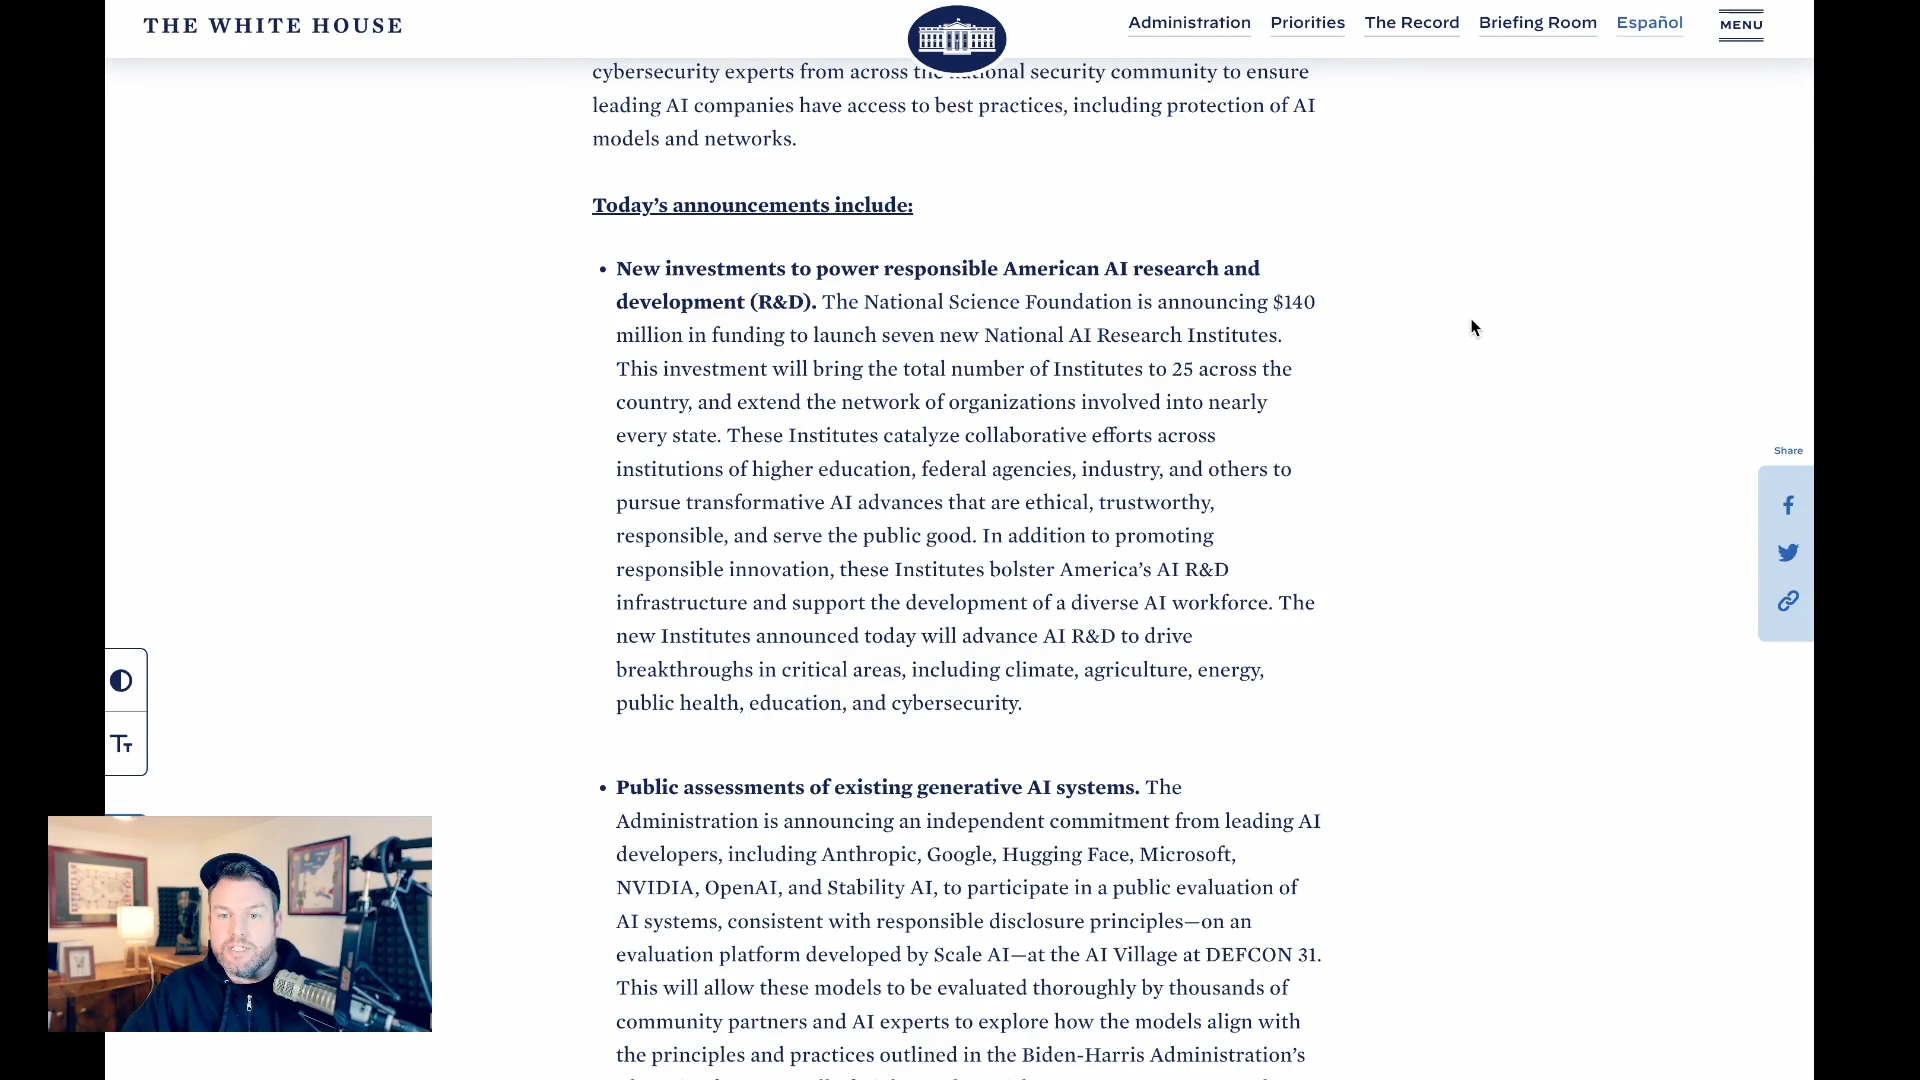 THE WHITE HOUSE
Administration
Priorities
The Record
Briefing Room
Español
MENU
cybersecurity experts from across the national security community to ensure
leading AI companies have access to best practices, including protection of AI
models and networks.
Today’s announcements include:
• New investments to power responsible American AI research and
development (R&D). The National Science Foundation is announcing $140
million in funding to launch seven new National AI Research Institutes.
This investment will bring the total number of Institutes to 25 across the
country, and extend the network of organizations involved into nearly
every state. These Institutes catalyze collaborative efforts across
institutions of higher education, federal agencies, industry, and others to
pursue transformative AI advances that are ethical, trustworthy,
responsible, and serve the public good. In addition to promoting
responsible innovation, these Institutes bolster America’s AI R&D
infrastructure and support the development of a diverse AI workforce. The
new Institutes announced today will advance AI R&D to drive
breakthroughs in critical areas, including climate, agriculture, energy,
public health, education, and cybersecurity.
• Public assessments of existing generative AI systems. The
Administration is announcing an independent commitment from leading AI
developers, including Anthropic, Google, Hugging Face, Microsoft,
NVIDIA, OpenAI, and Stability AI, to participate in a public evaluation of
AI systems, consistent with responsible disclosure principles—on an
evaluation platform developed by Scale AI—at the AI Village at DEFCON 31.
This will allow these models to be evaluated thoroughly by thousands of
community partners and AI experts to explore how the models align with
the principles and practices outlined in the Biden-Harris Administration’s
Share
TT